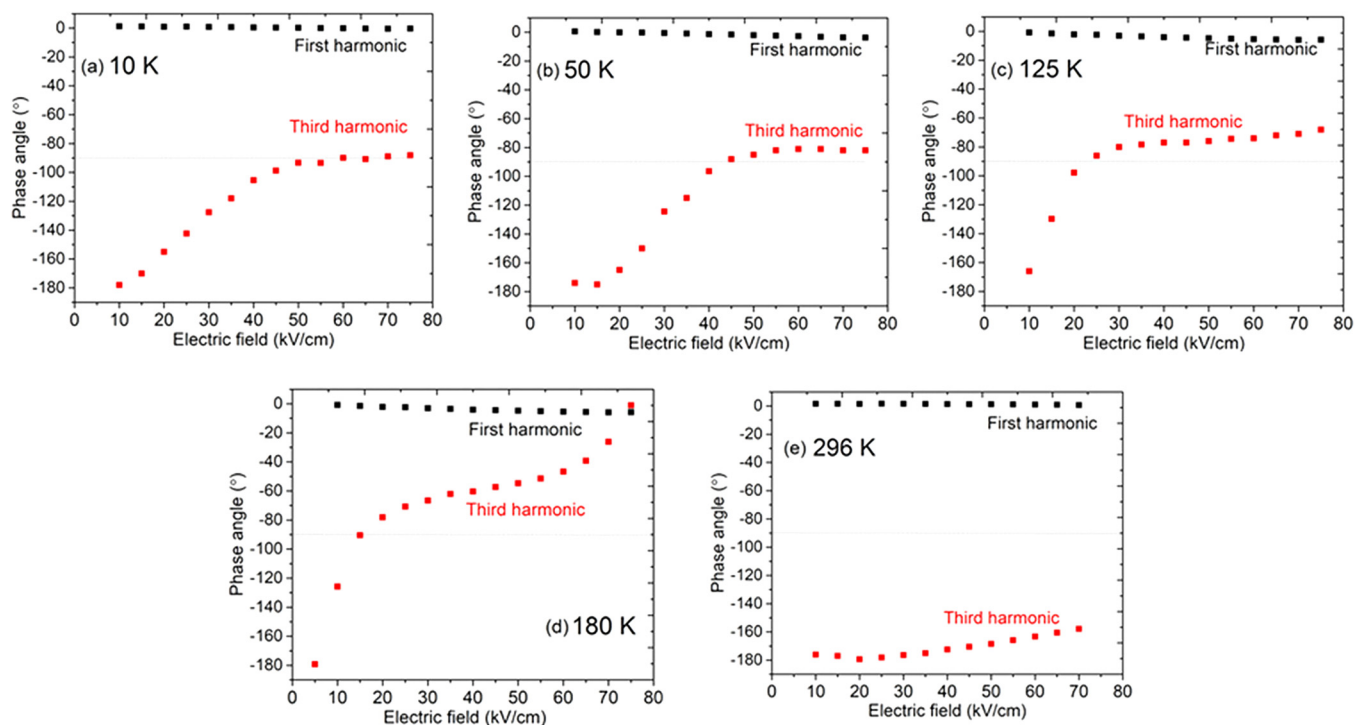 0
-20
-40
-60
-80
-100
-120
-140
-160
-180
Phase angle (°)
First harmonic
(a) 10 K
Third harmonic
0 10 20 30 40 50 60 70 80
Electric field (kV/cm)
0
-20
-40
-60
-80
-100
-120
-140
-160
-180
Phase angle (°)
First harmonic
(b) 50 K
Third harmonic
0 10 20 30 40 50 60 70 80
Electric field (kV/cm)
0
-20
-40
-60
-80
-100
-120
-140
-160
-180
Phase angle (°)
First harmonic
(c) 125 K
Third harmonic
0 10 20 30 40 50 60 70 80
Electric field (kV/cm)
0
-20
-40
-60
-80
-100
-120
-140
-160
-180
Phase angle (°)
First harmonic
Third harmonic
(d) 180 K
0 10 20 30 40 50 60 70 80
Electric field (kV/cm)
0
-20
-40
-60
-80
-100
-120
-140
-160
-180
Phase angle (°)
First harmonic
(e) 296 K
Third harmonic
0 10 20 30 40 50 60 70 80
Electric field (kV/cm)